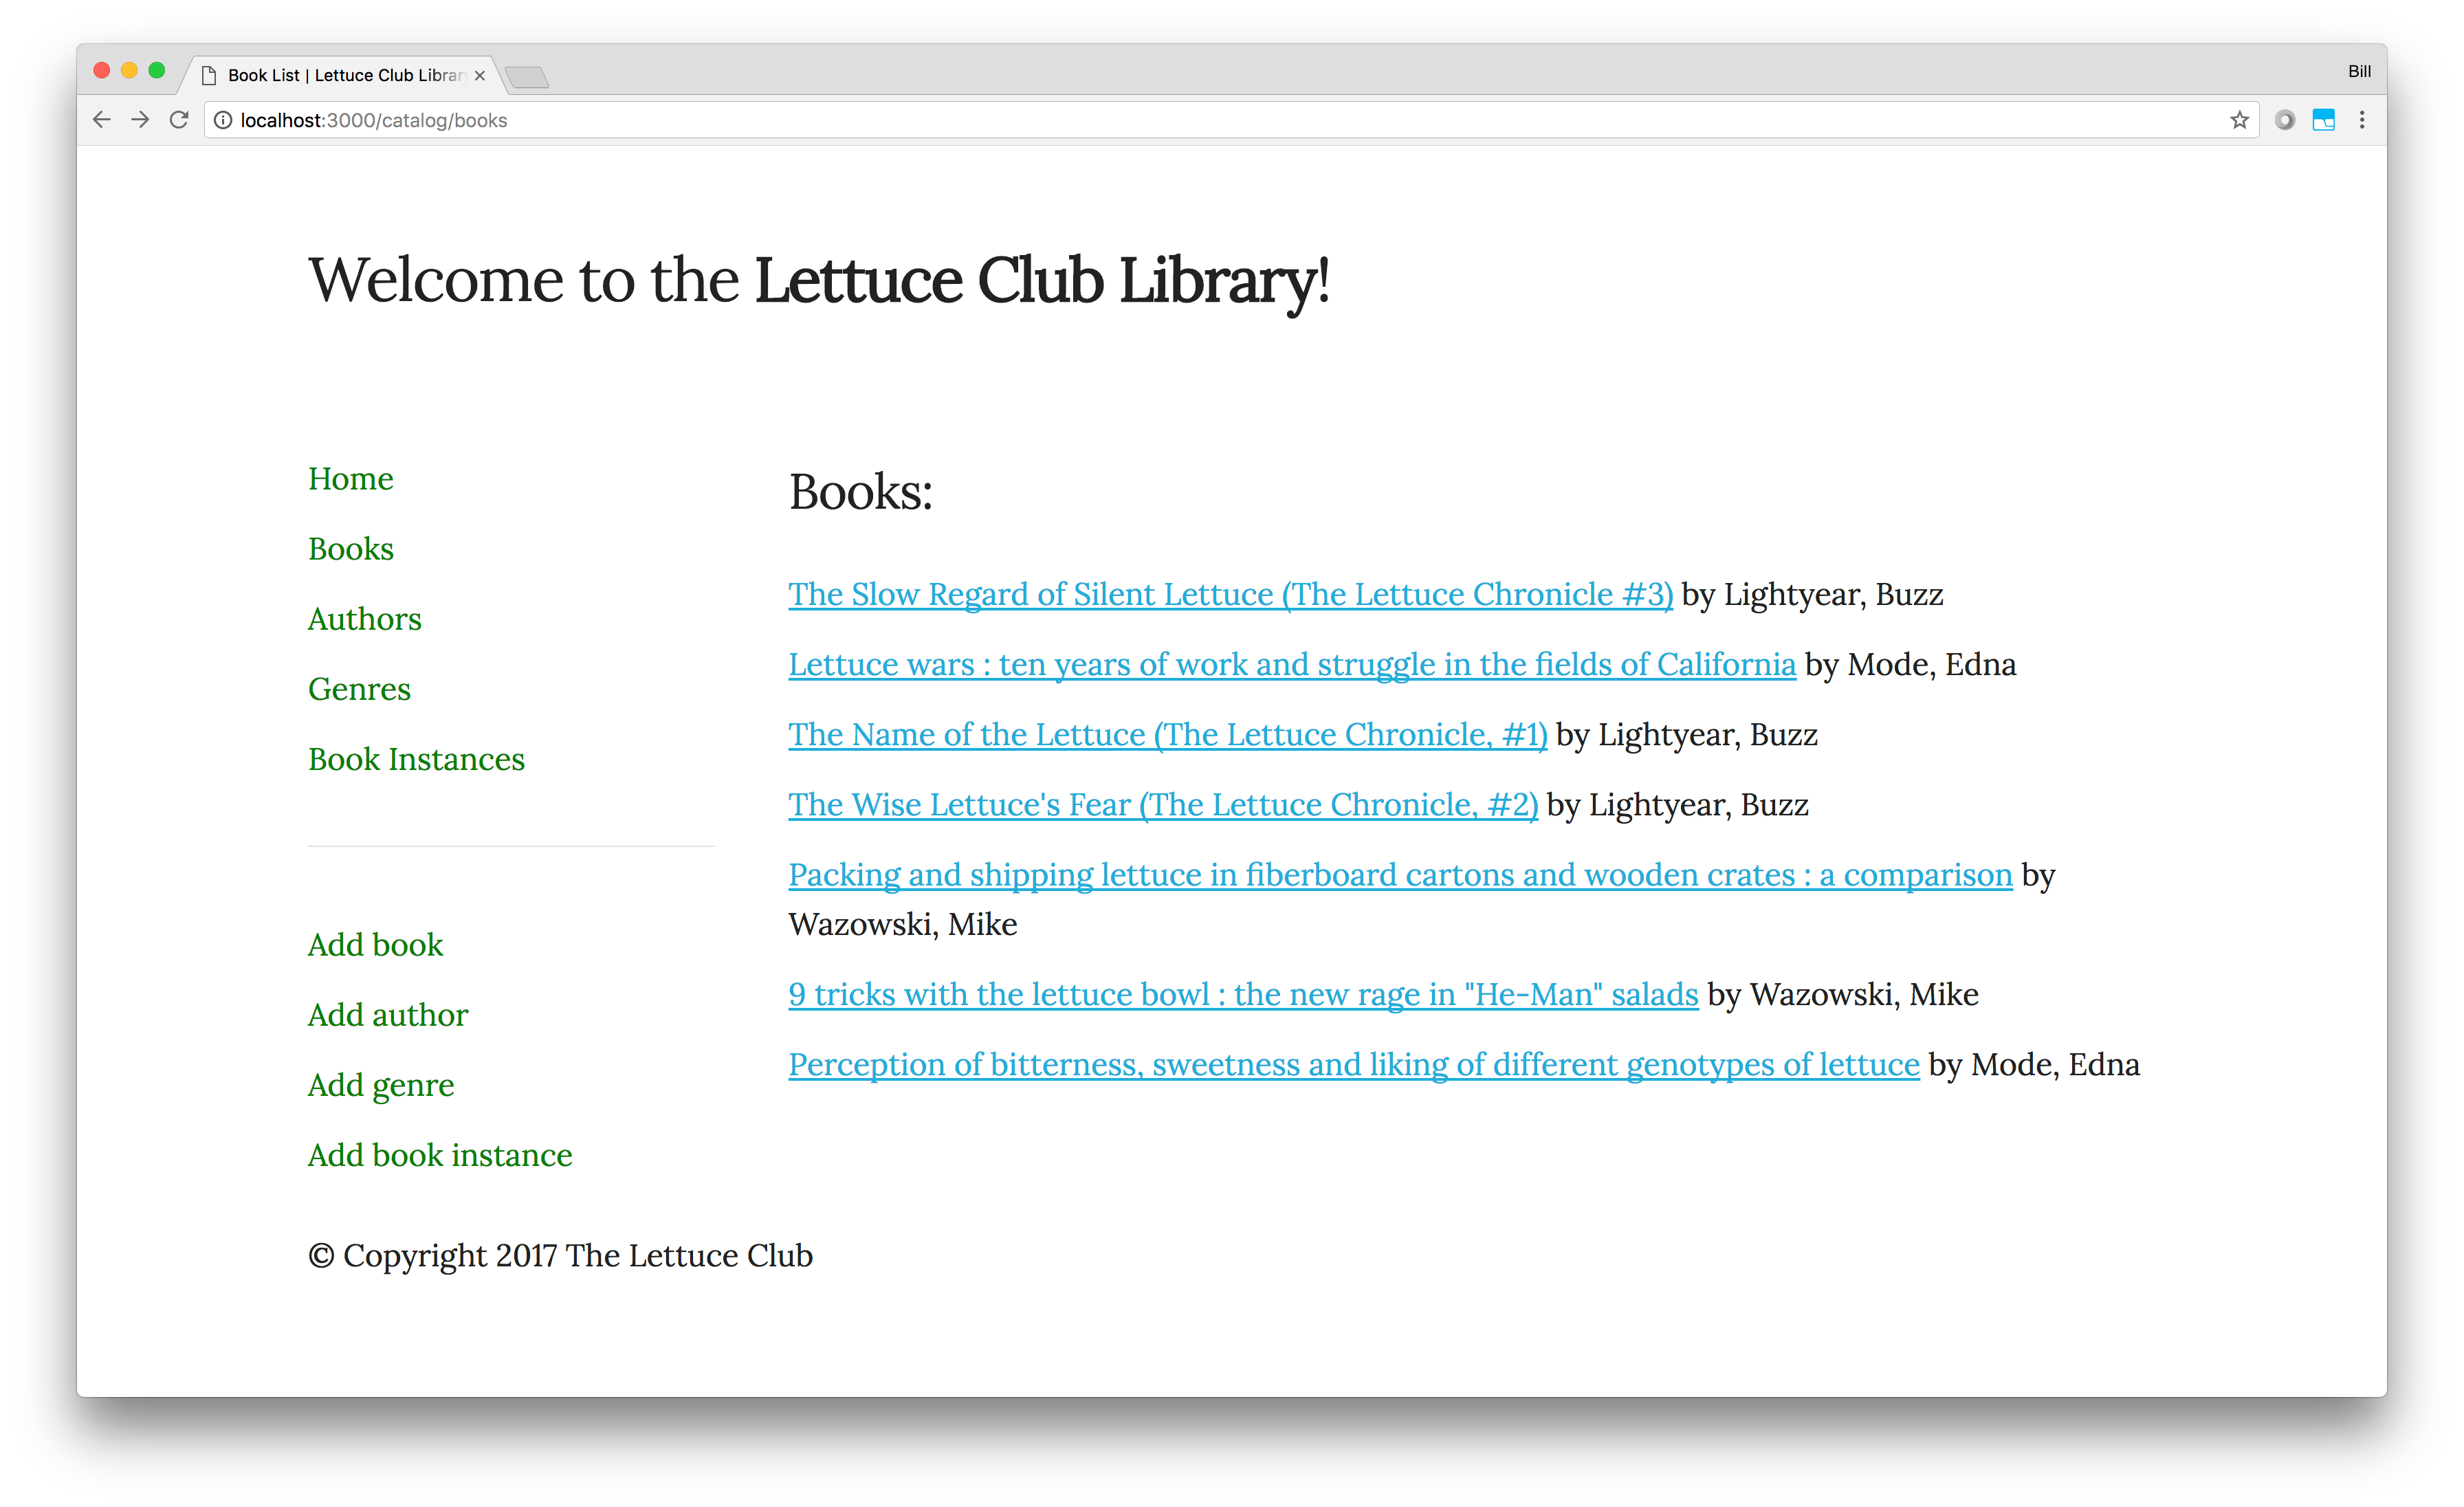 Book List | Lettuce Club Library
Bill
localhost:3000/catalog/books
Welcome to the Lettuce Club Library!
Home
Books
Authors
Genres
Book Instances
Add book
Add author
Add genre
Add book instance
Books:
The Slow Regard of Silent Lettuce (The Lettuce Chronicle #3) by Lightyear, Buzz
Lettuce wars : ten years of work and struggle in the fields of California by Mode, Edna
The Name of the Lettuce (The Lettuce Chronicle, #1) by Lightyear, Buzz
The Wise Lettuce's Fear (The Lettuce Chronicle, #2) by Lightyear, Buzz
Packing and shipping lettuce in fiberboard cartons and wooden crates : a comparison by
Wazowski, Mike
9 tricks with the lettuce bowl : the new rage in "He-Man" salads by Wazowski, Mike
Perception of bitterness, sweetness and liking of different genotypes of lettuce by Mode, Edna
© Copyright 2017 The Lettuce Club